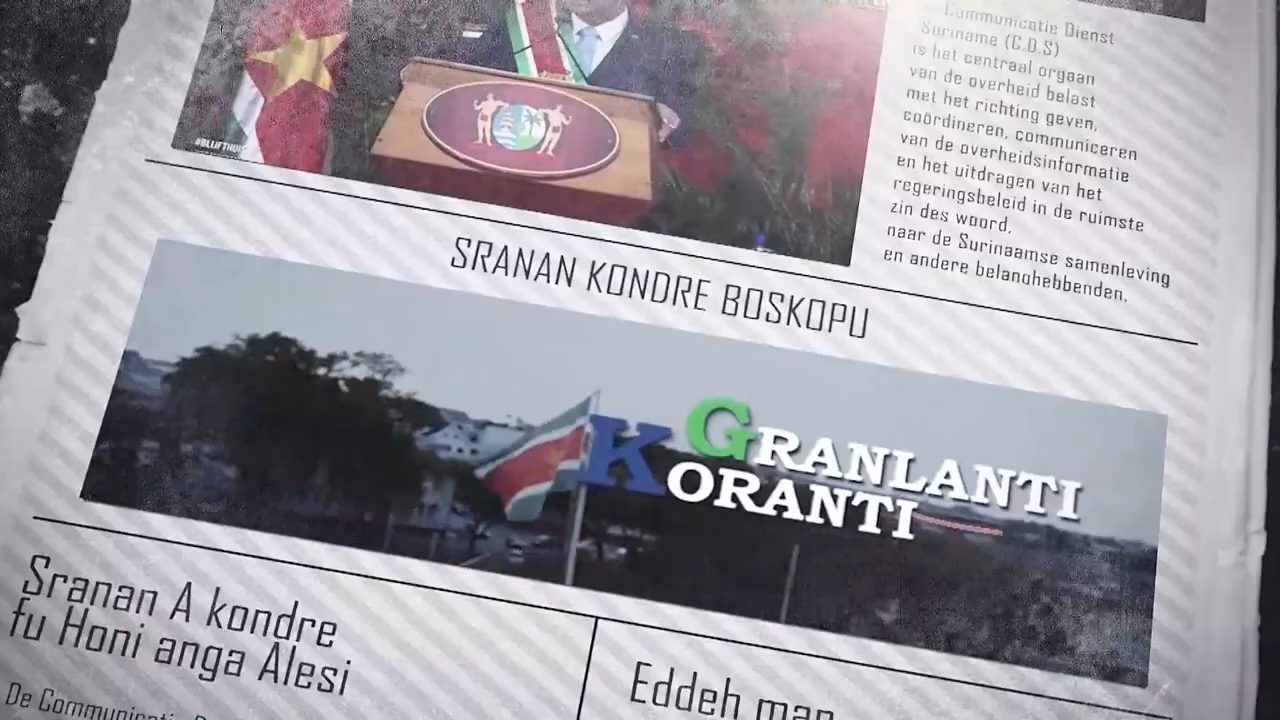 Communicatie Dienst
Suriname (C.D.S)
is het centraal orgaan
van de overheid belast
met het richting geven,
coördineren, communiceren
van de overheidsinformatie
en het uitdragen van het
regeringsbeleid in de ruimste
zin des woord,
naar de Surinaamse samenleving
en andere belanghebbenden.
SRANAN KONDRE BOSKOPU
GRANLANTI
KORANTI
Sranan A kondre
fu Honi anga Alesi
De
Eddeh man